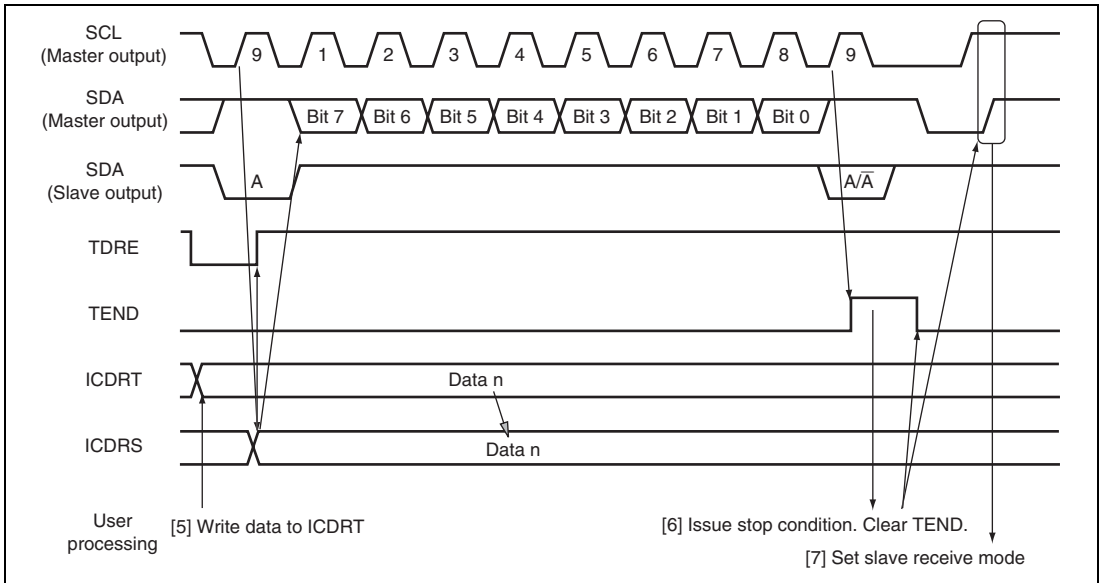 SCL
(Master output)
9 1 2 3 4 5 6 7 8 9
SDA
(Master output)
Bit 7 Bit 6 Bit 5 Bit 4 Bit 3 Bit 2 Bit 1 Bit 0
SDA
(Slave output)
A A/A̅
TDRE
TEND
ICDRT
Data n
ICDRS
Data n
User
processing
[5] Write data to ICDRT
[6] Issue stop condition. Clear TEND.
[7] Set slave receive mode